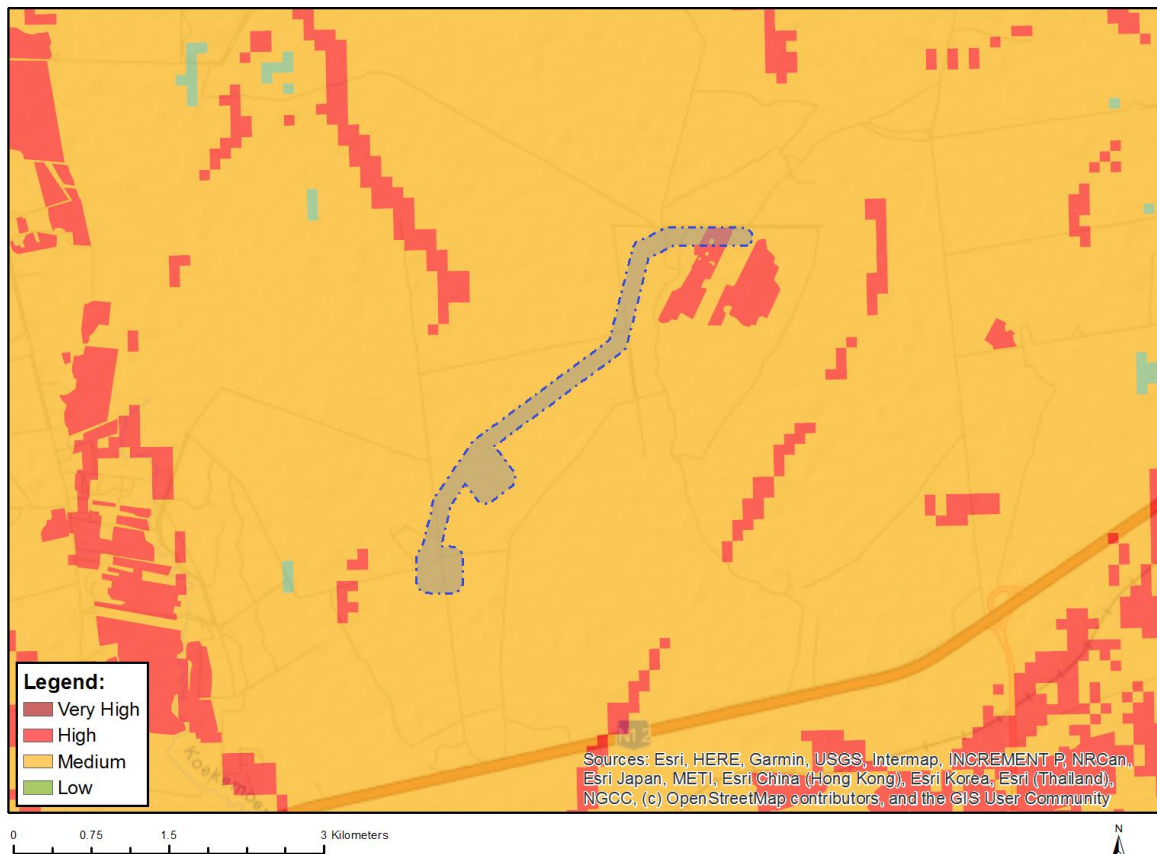 Legend:
Very High
High
Medium
Low
N12
Sources: Esri, HERE, Garmin, USGS, Intermap, INCREMENT P, NRCan,
Esri Japan, METI, Esri China (Hong Kong), Esri Korea, Esri (Thailand),
NGCC, (c) OpenStreetMap contributors, and the GIS User Community
0 0.75 1.5 3 Kilometers
N